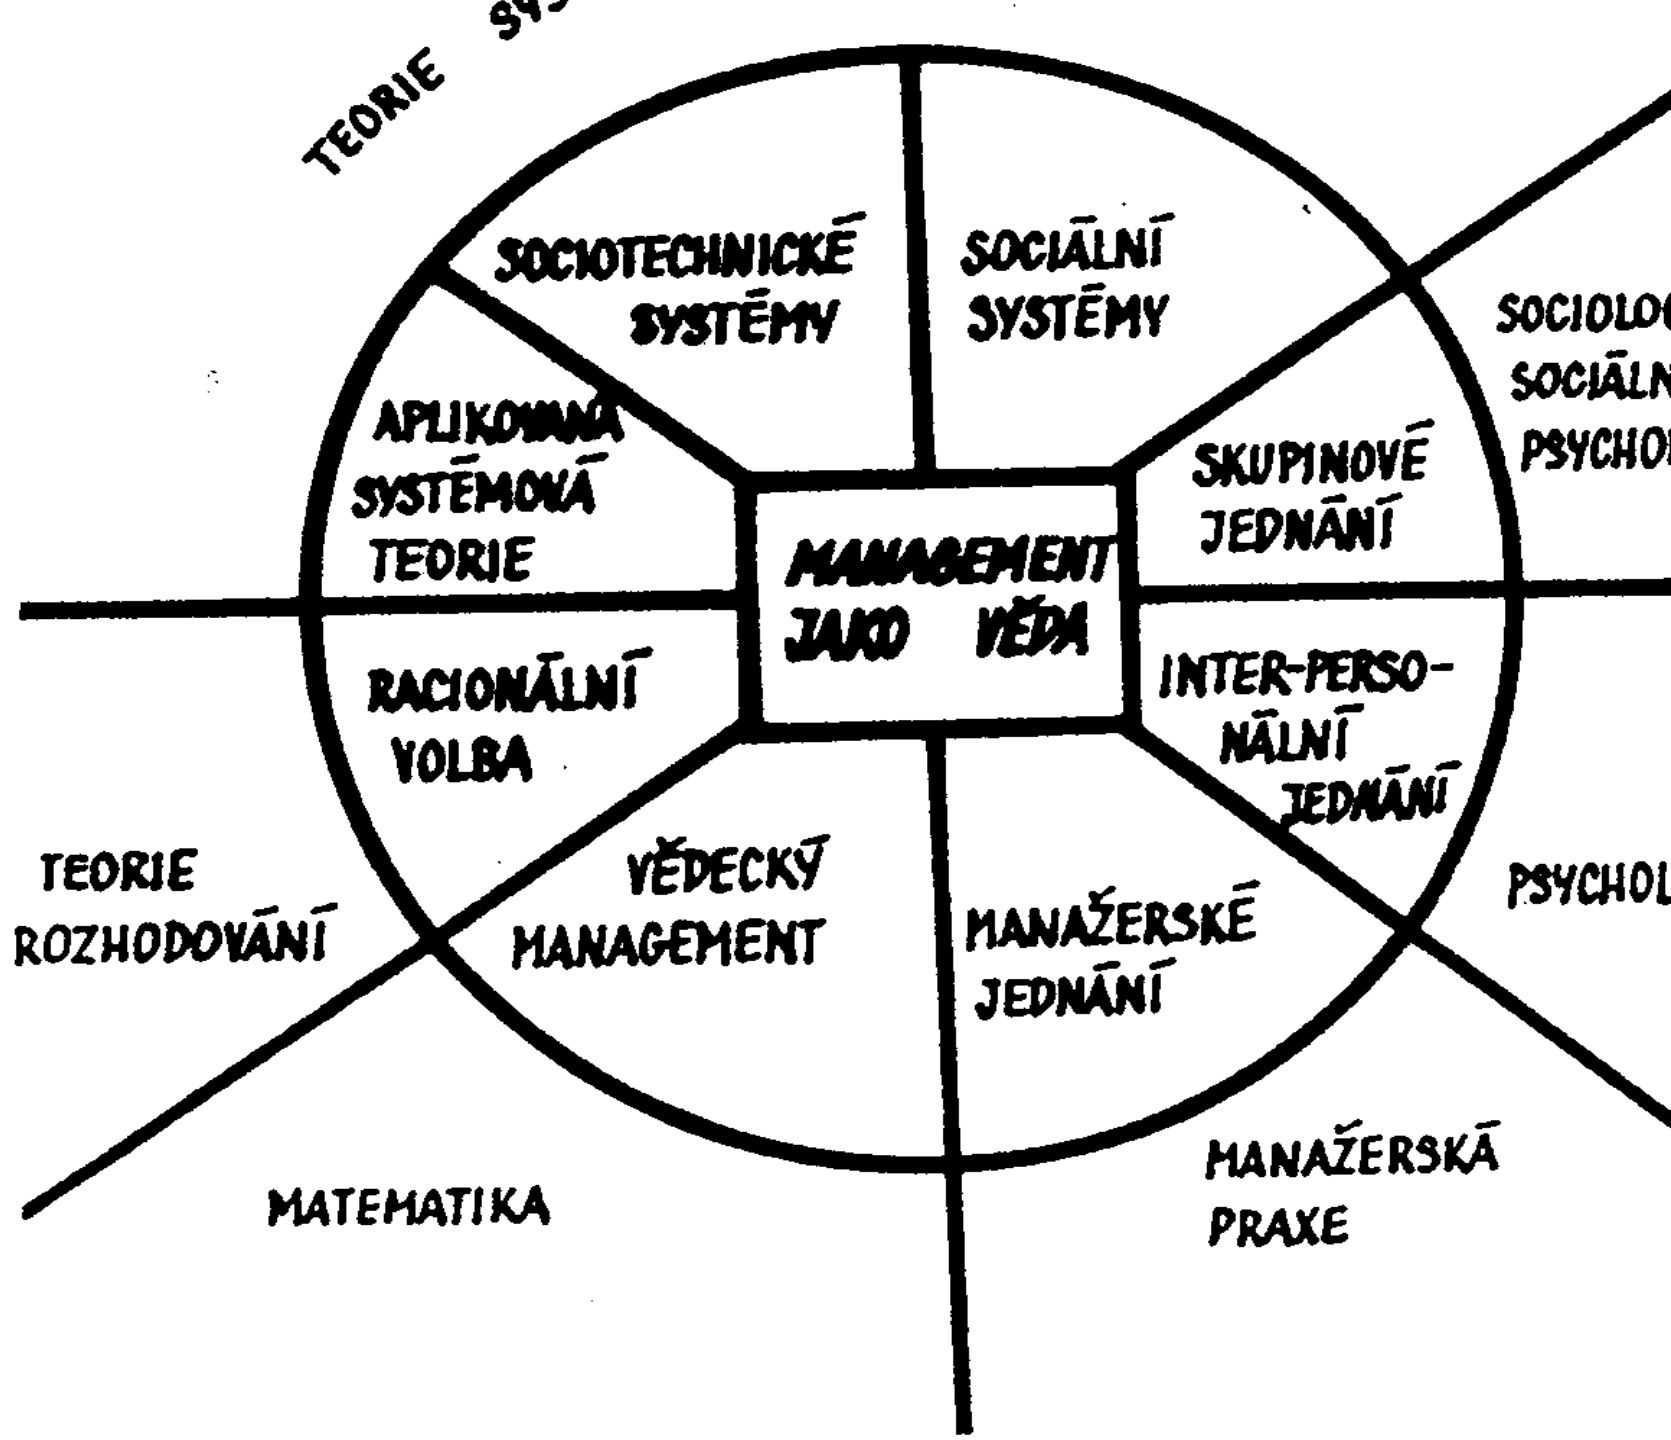 TEORIE
SOCIOTECHNICKÉ
SYSTÉMY
SOCIÁLNÍ
SYSTÉMY
APLIKOVANÁ
SYSTÉMOVÁ
TEORIE
SKUPINOVÉ
JEDNÁNÍ
MANAGEMENT
JAKO VĚDA
RACIONÁLNÍ
VOLBA
INTER-PERSO-
NÁLNÍ
JEDNÁNÍ
VĚDECKÝ
MANAGEMENT
MANAŽERSKÉ
JEDNÁNÍ
TEORIE
ROZHODOVÁNÍ
MATEMATIKA
MANAŽERSKÁ
PRAXE